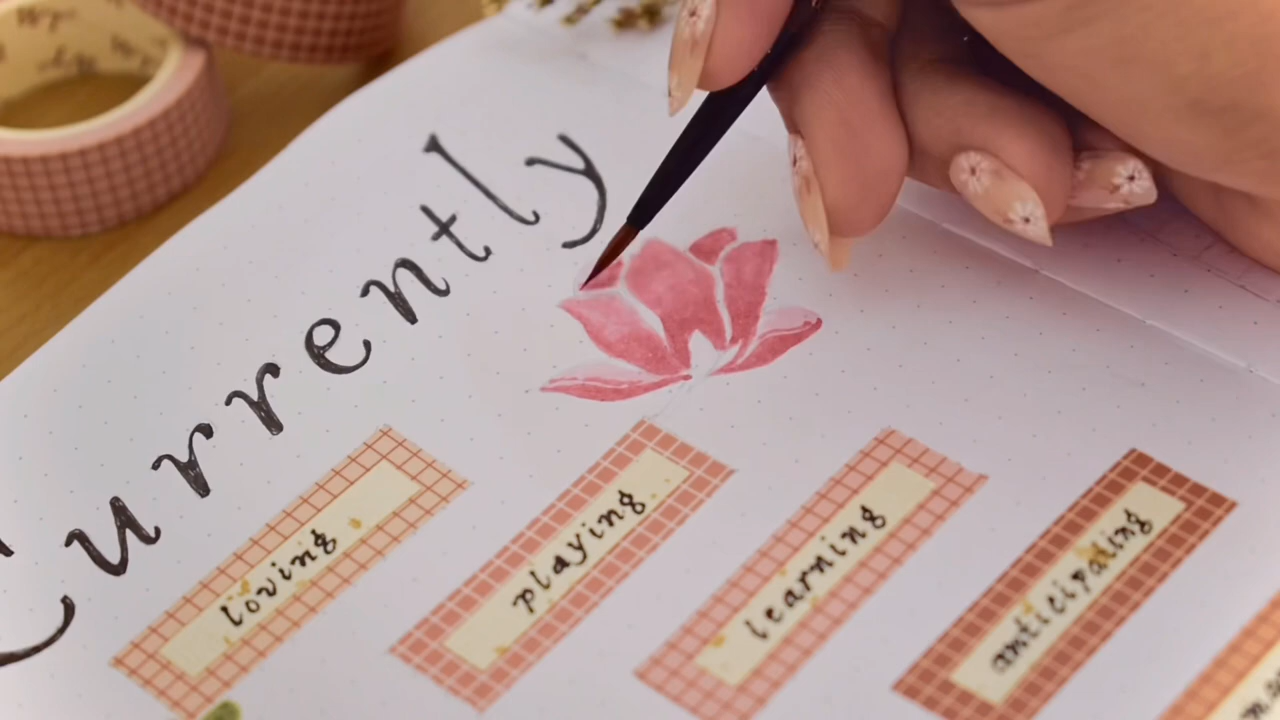 Currently
loving
playing
learning
anticipating